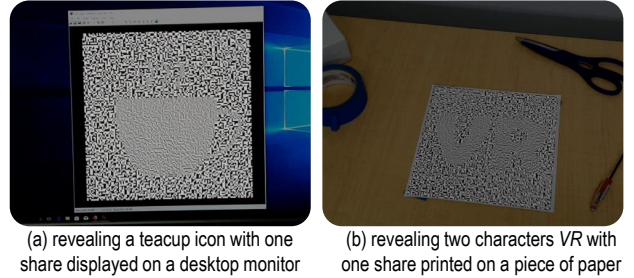 VR
(a) revealing a teacup icon with one
share displayed on a desktop monitor
(b) revealing two characters VR with
one share printed on a piece of paper